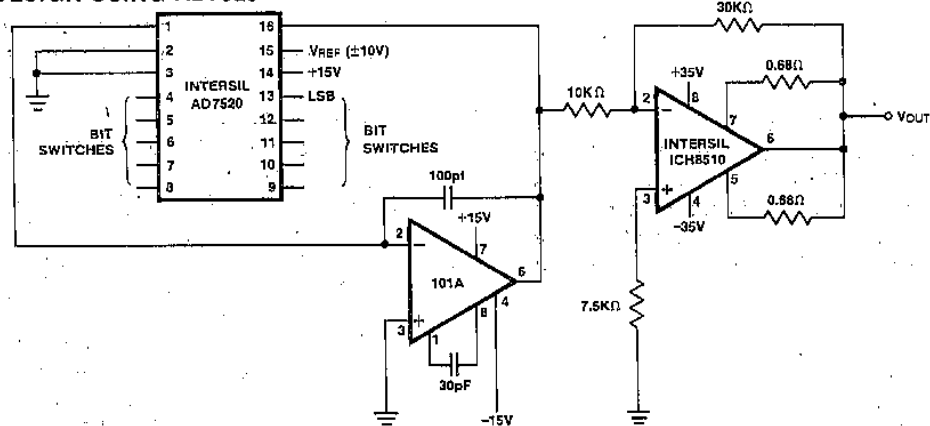 1
16
2
15
VREF (±10V)
3
14
+15V
INTERSIL
AD7520
4
13
LSB
5
12
6
11
7
10
8
9
BIT
SWITCHES
BIT
SWITCHES
100pf
2
−
+15V
7
101A
6
4
8
3
+
1
30pF
−15V
30KΩ
10KΩ
+35V
8
0.68Ω
2
−
7
INTERSIL
ICH8510
6
VOUT
+
3
5
4
−35V
0.68Ω
7.5KΩ